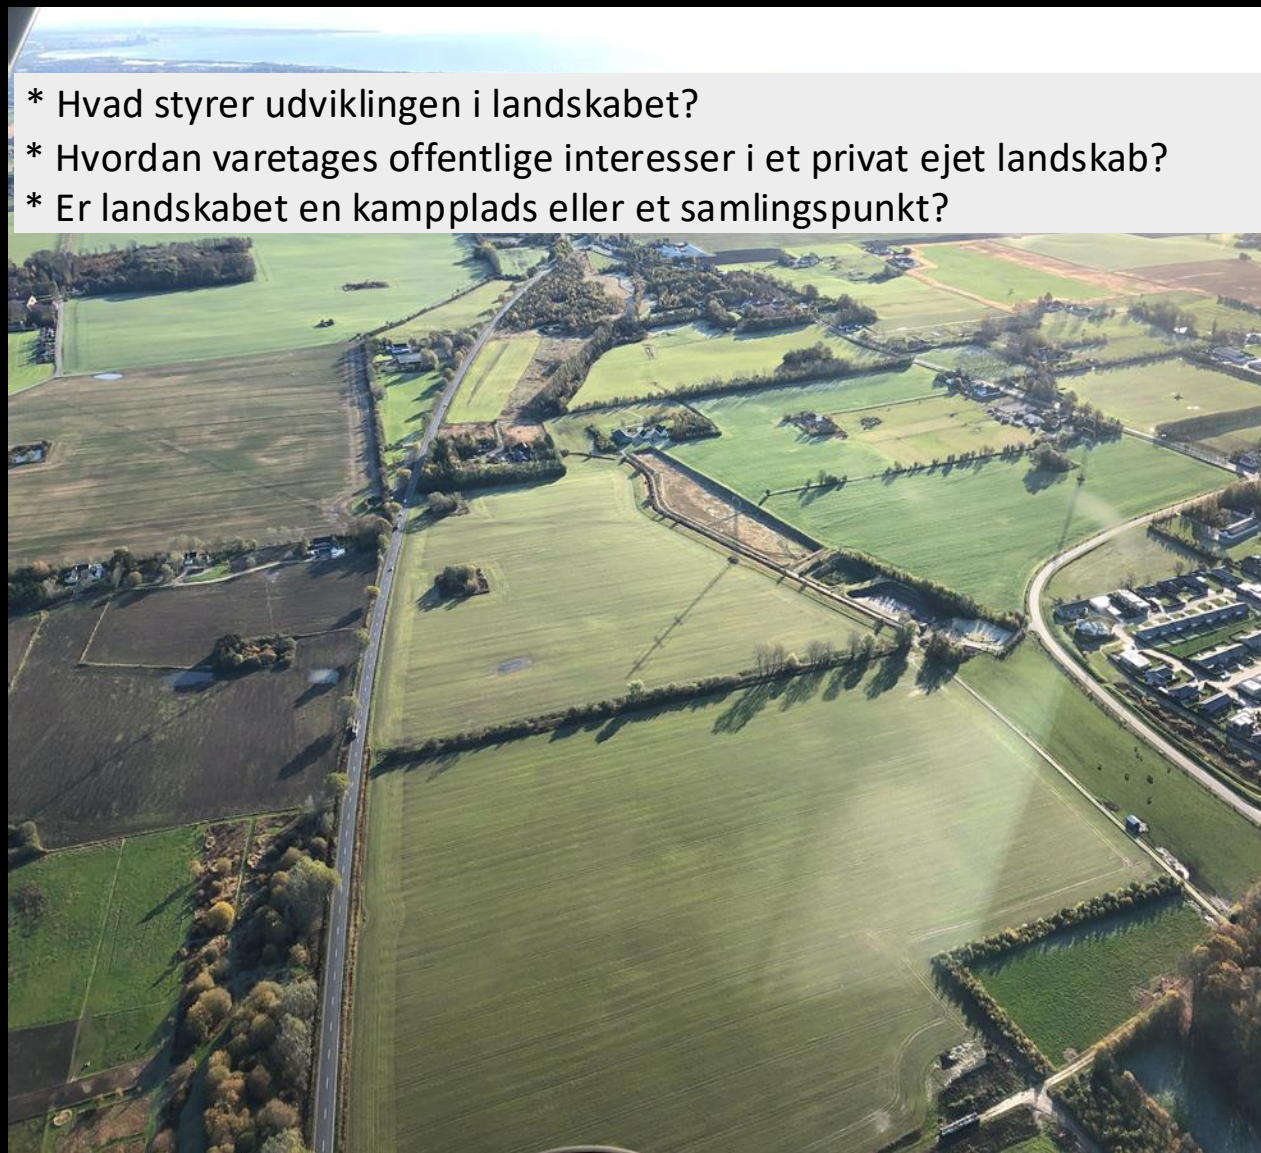 * Hvad styrer udviklingen i landskabet?
* Hvordan varetages offentlige interesser i et privat ejet landskab?
* Er landskabet en kampplads eller et samlingspunkt?